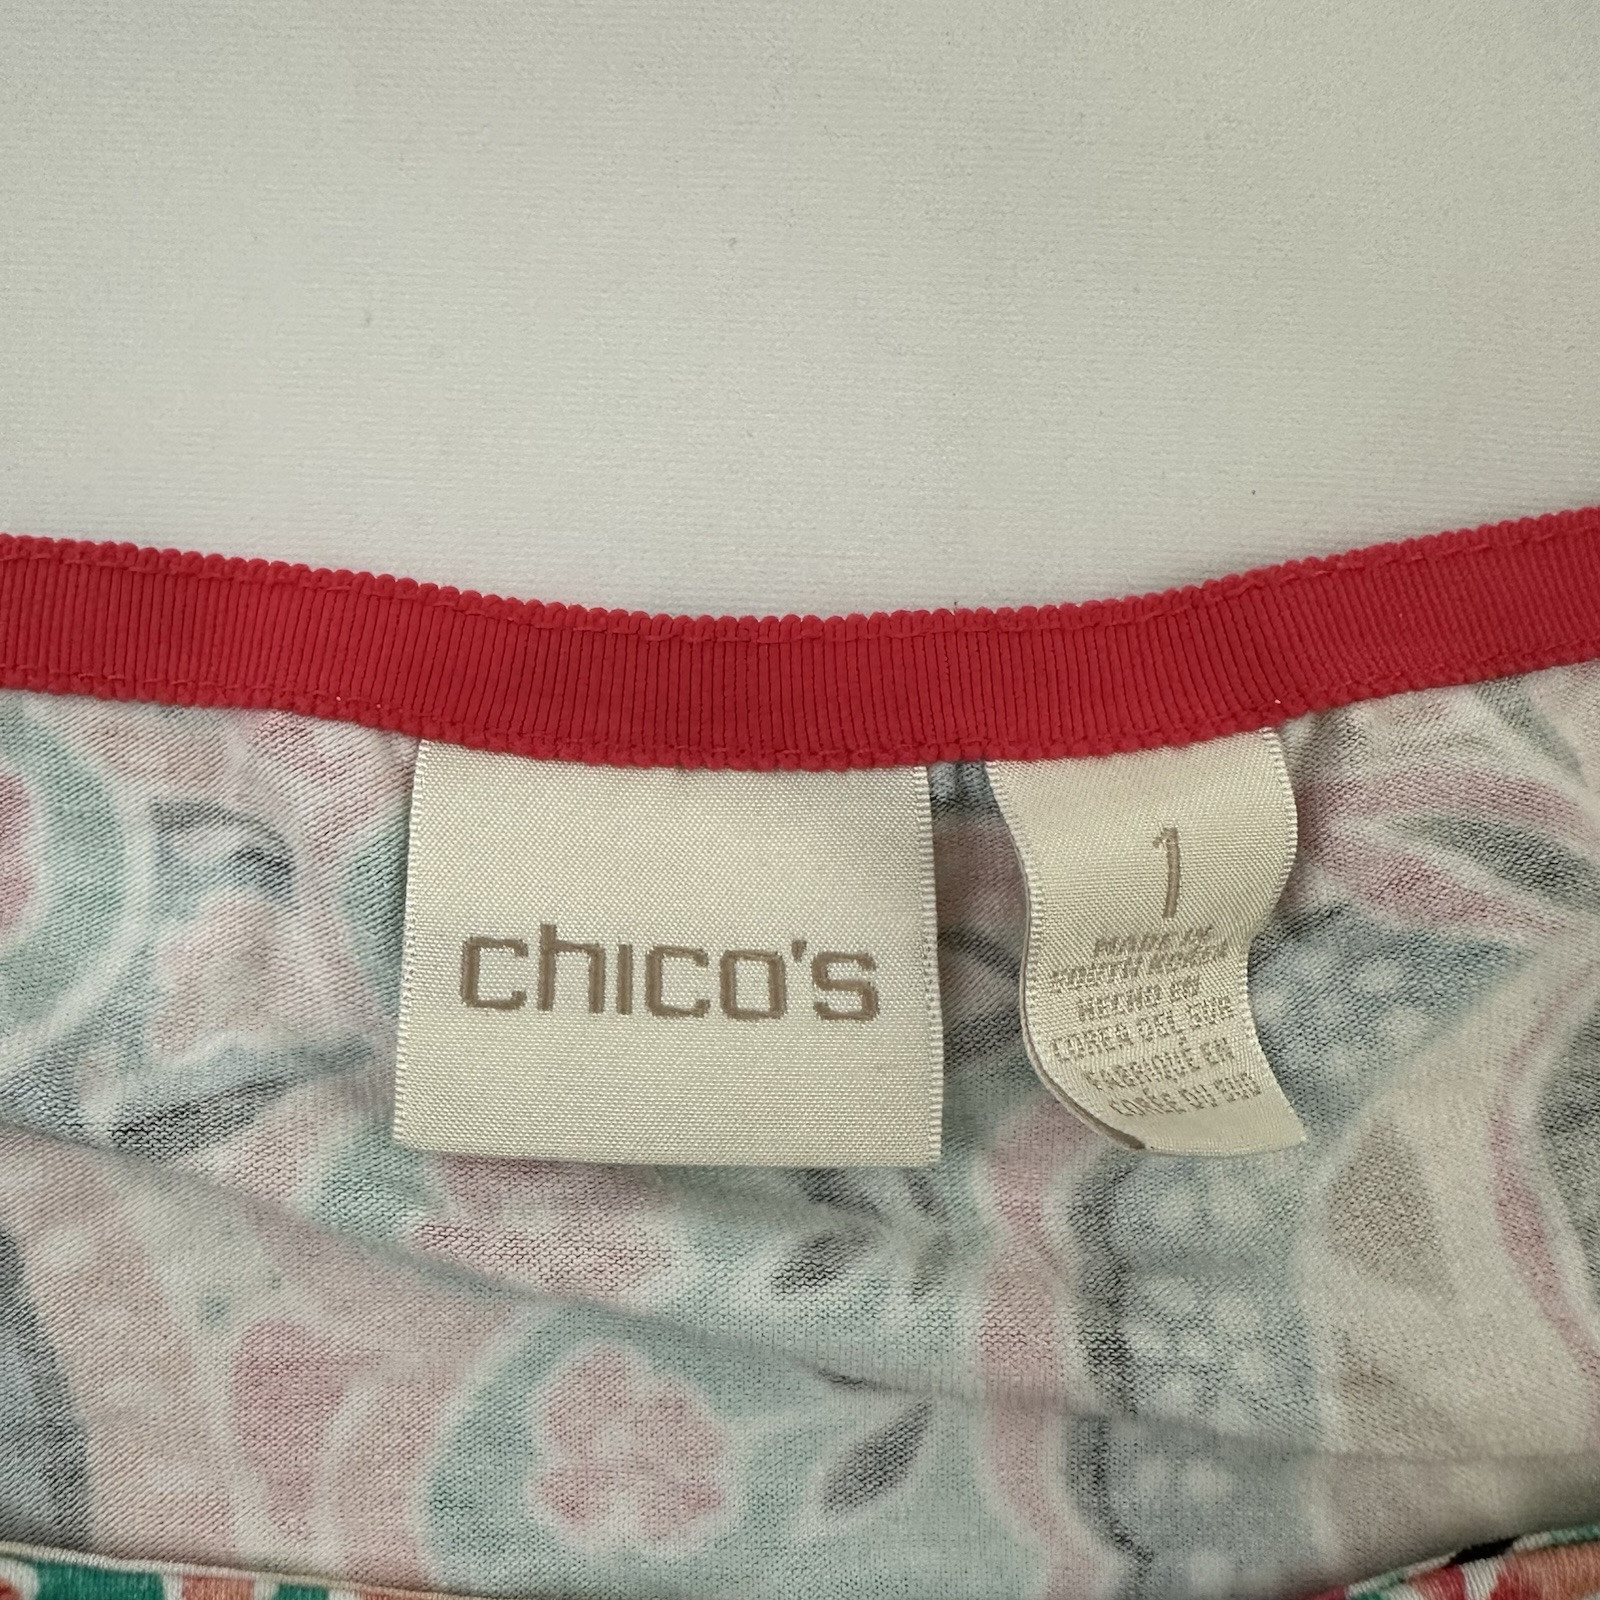 chico's
1
MADE IN
SOUTH KOREA
HECHO EN
COREA DEL SUR
FABRIQUÉ EN
CORÉE DU SUD